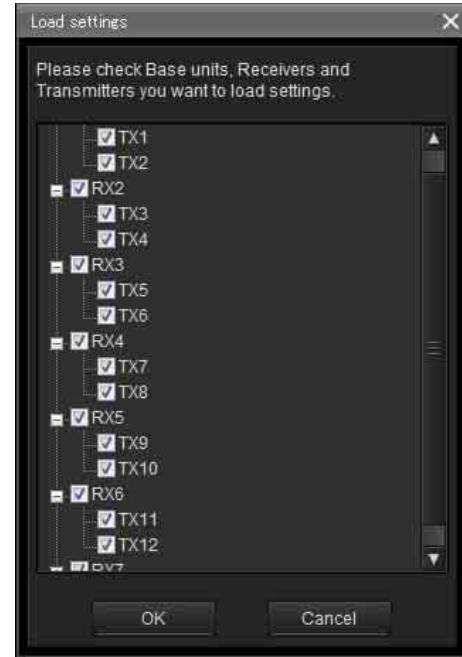 Load settings
Please check Base units, Receivers and
Transmitters you want to load settings.
TX1
TX2
RX2
TX3
TX4
RX3
TX5
TX6
RX4
TX7
TX8
RX5
TX9
TX10
RX6
TX11
TX12
RX7
OK
Cancel